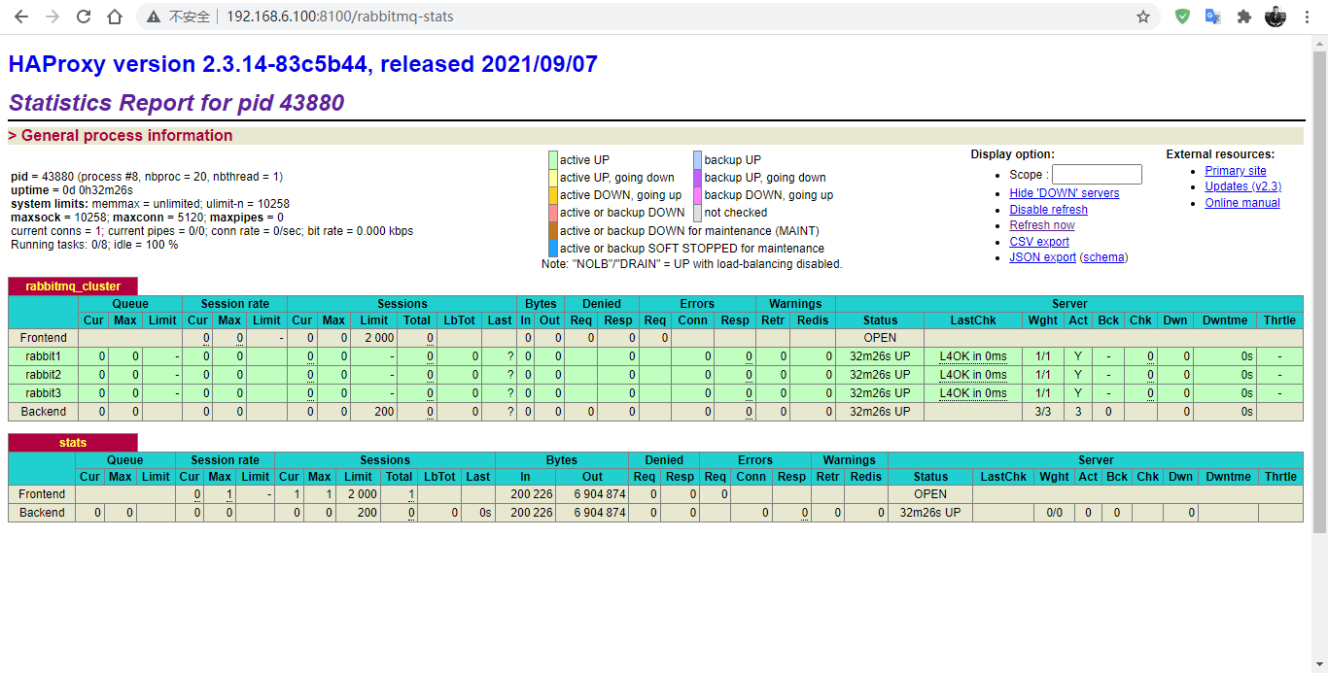 不安全 192.168.6.100:8100/rabbitmq-stats
HAProxy version 2.3.14-83c5b44, released 2021/09/07
Statistics Report for pid 43880
> General process information
pid = 43880 (process #8, nbproc = 20, nbthread = 1)
uptime = 0d 0h32m26s
system limits: memmax = unlimited; ulimit-n = 10258
maxsock = 10258; maxconn = 5120; maxpipes = 0
current conns = 1; current pipes = 0/0; conn rate = 0/sec; bit rate = 0.000 kbps
Running tasks: 0/8; idle = 100 %
active UP backup UP
active UP, going down backup UP, going down
active DOWN, going up backup DOWN, going up
active or backup DOWN not checked
active or backup DOWN for maintenance (MAINT)
active or backup SOFT STOPPED for maintenance
Note: "NOLB"/"DRAIN" = UP with load-balancing disabled.
Display option:
Scope :
Hide 'DOWN' servers
Disable refresh
Refresh now
CSV export
JSON export (schema)
External resources:
Primary site
Updates (v2.3)
Online manual
rabbitmq_cluster
Queue Session rate Sessions Bytes Denied Errors Warnings Server
Cur Max Limit Cur Max Limit Cur Max Limit Total LbTot Last In Out Req Resp Req Conn Resp Retr Redis Status LastChk Wght Act Bck Chk Dwn Dwntme Thrtle
Frontend 0 0 - 0 0 2 000 0 0 0 0 0 0 OPEN
rabbit1 0 0 - 0 0 0 0 - 0 0 ? 0 0 0 0 0 0 0 32m26s UP L4OK in 0ms 1/1 Y - 0 0 0s -
rabbit2 0 0 - 0 0 0 0 - 0 0 ? 0 0 0 0 0 0 0 32m26s UP L4OK in 0ms 1/1 Y - 0 0 0s -
rabbit3 0 0 - 0 0 0 0 - 0 0 ? 0 0 0 0 0 0 0 32m26s UP L4OK in 0ms 1/1 Y - 0 0 0s -
Backend 0 0 0 0 0 0 200 0 0 ? 0 0 0 0 0 0 0 0 32m26s UP 3/3 3 0 0 0s
stats
Queue Session rate Sessions Bytes Denied Errors Warnings Server
Cur Max Limit Cur Max Limit Cur Max Limit Total LbTot Last In Out Req Resp Req Conn Resp Retr Redis Status LastChk Wght Act Bck Chk Dwn Dwntme Thrtle
Frontend 0 1 - 1 1 2 000 1 200 226 6 904 874 0 0 0 OPEN
Backend 0 0 0 0 0 0 200 0 0 0s 200 226 6 904 874 0 0 0 0 0 0 32m26s UP 0/0 0 0 0